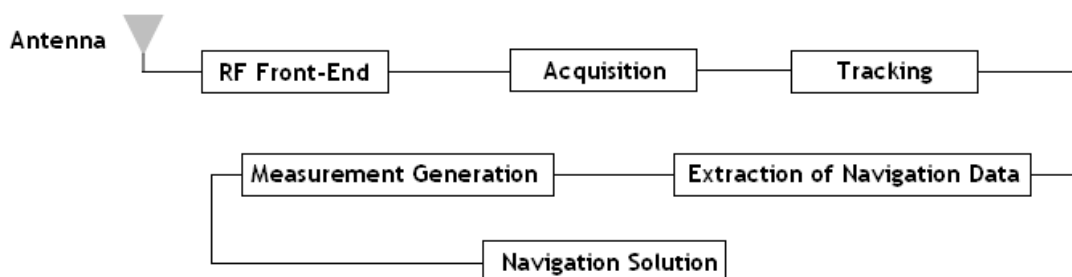 Antenna
RF Front-End
Acquisition
Tracking
Measurement Generation
Extraction of Navigation Data
Navigation Solution